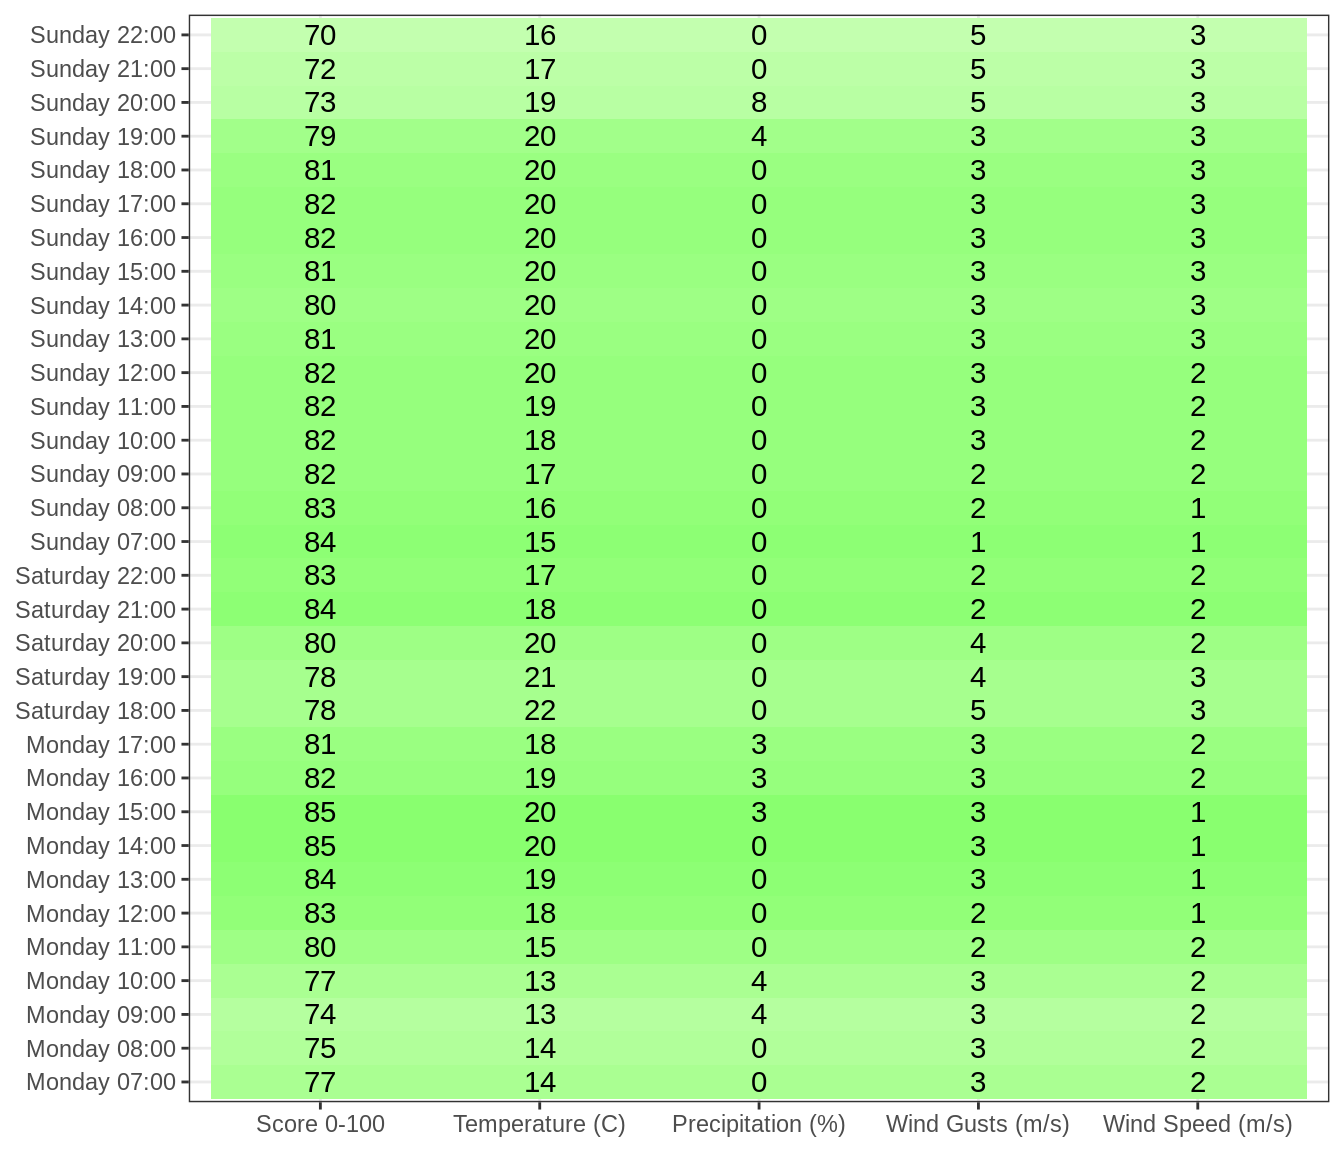 Sunday 22:00 70 16 0 5 3
Sunday 21:00 72 17 0 5 3
Sunday 20:00 73 19 8 5 3
Sunday 19:00 79 20 4 3 3
Sunday 18:00 81 20 0 3 3
Sunday 17:00 82 20 0 3 3
Sunday 16:00 82 20 0 3 3
Sunday 15:00 81 20 0 3 3
Sunday 14:00 80 20 0 3 3
Sunday 13:00 81 20 0 3 3
Sunday 12:00 82 20 0 3 2
Sunday 11:00 82 19 0 3 2
Sunday 10:00 82 18 0 3 2
Sunday 09:00 82 17 0 2 2
Sunday 08:00 83 16 0 2 1
Sunday 07:00 84 15 0 1 1
Saturday 22:00 83 17 0 2 2
Saturday 21:00 84 18 0 2 2
Saturday 20:00 80 20 0 4 2
Saturday 19:00 78 21 0 4 3
Saturday 18:00 78 22 0 5 3
Monday 17:00 81 18 3 3 2
Monday 16:00 82 19 3 3 2
Monday 15:00 85 20 3 3 1
Monday 14:00 85 20 0 3 1
Monday 13:00 84 19 0 3 1
Monday 12:00 83 18 0 2 1
Monday 11:00 80 15 0 2 2
Monday 10:00 77 13 4 3 2
Monday 09:00 74 13 4 3 2
Monday 08:00 75 14 0 3 2
Monday 07:00 77 14 0 3 2
Score 0-100 Temperature (C) Precipitation (%) Wind Gusts (m/s) Wind Speed (m/s)